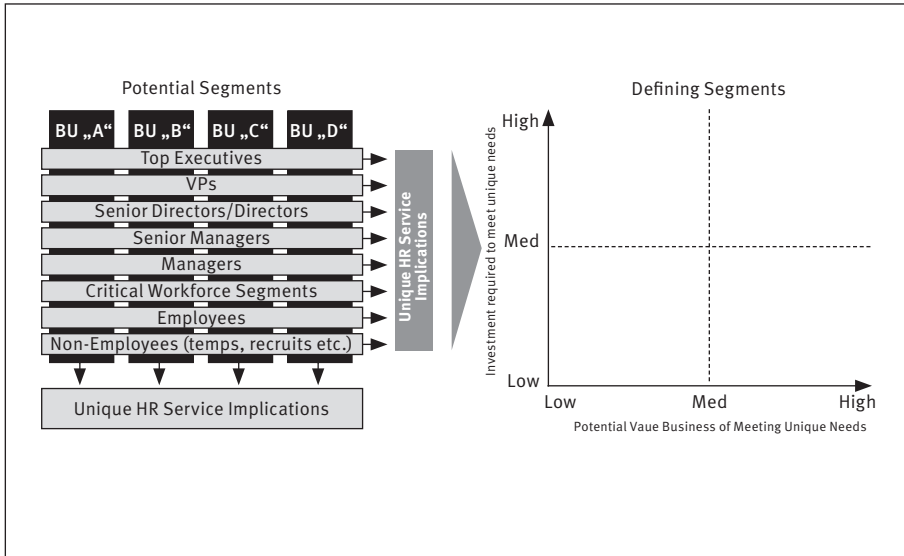 Potential Segments
BU „A“ BU „B“ BU „C“ BU „D“
Top Executives
VPs
Senior Directors/Directors
Senior Managers
Managers
Critical Workforce Segments
Employees
Non-Employees (temps, recruits etc.)
Unique HR Service Implications
Unique HR Service
Implications
Defining Segments
High
Med
Low
Investment required to meet unique needs
Low Med High
Potential Vaue Business of Meeting Unique Needs